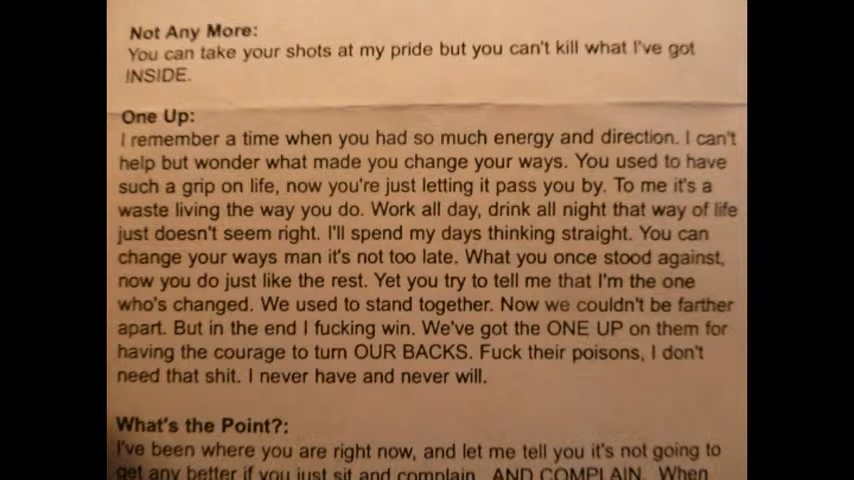 Not Any More:
You can take your shots at my pride but you can't kill what I've got
INSIDE.
One Up:
I remember a time when you had so much energy and direction. I can't
help but wonder what made you change your ways. You used to have
such a grip on life, now you're just letting it pass you by. To me it's a
waste living the way you do. Work all day, drink all night that way of life
just doesn't seem right. I'll spend my days thinking straight. You can
change your ways man it's not too late. What you once stood against,
now you do just like the rest. Yet you try to tell me that I'm the one
who's changed. We used to stand together. Now we couldn't be farther
apart. But in the end I fucking win. We've got the ONE UP on them for
having the courage to turn OUR BACKS. Fuck their poisons, I don't
need that shit. I never have and never will.
What's the Point?:
I've been where you are right now, and let me tell you it's not going to
get any better if you just sit and complain. AND COMPLAIN. When